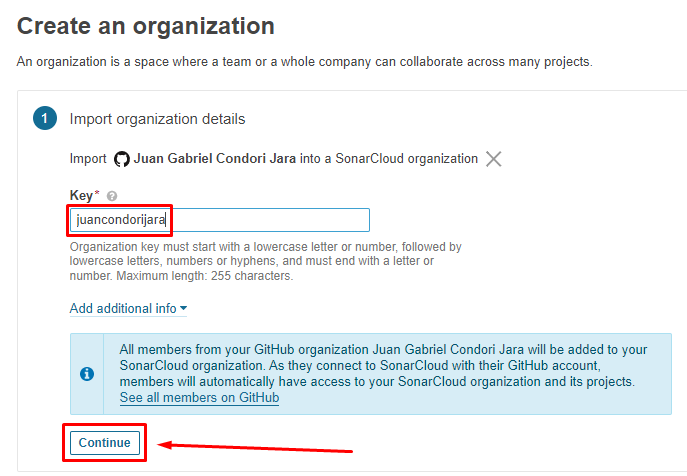 Create an organization
An organization is a space where a team or a whole company can collaborate across many projects.
1 Import organization details
Import Juan Gabriel Condori Jara into a SonarCloud organization
Key* ?
juancondorijara
Organization key must start with a lowercase letter or number, followed by
lowercase letters, numbers or hyphens, and must end with a letter or
number. Maximum length: 255 characters.
Add additional info
All members from your GitHub organization Juan Gabriel Condori Jara will be added to your
SonarCloud organization. As they connect to SonarCloud with their GitHub account,
members will automatically have access to your SonarCloud organization and its projects.
See all members on GitHub
Continue